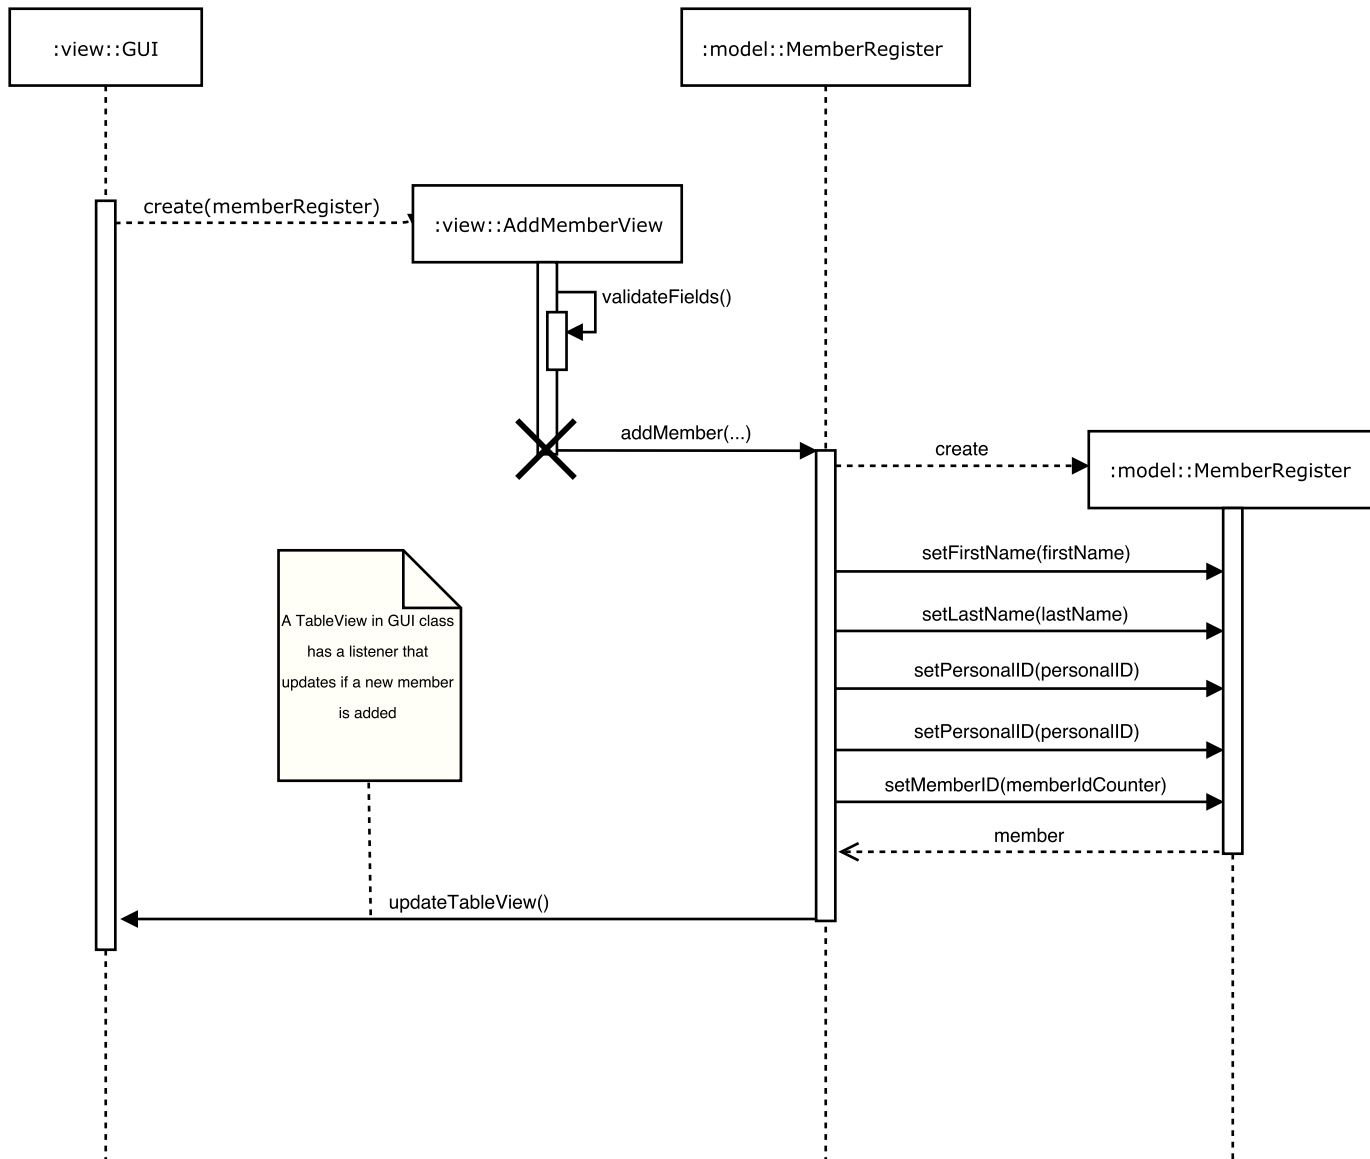 :view::GUI
:model::MemberRegister
create(memberRegister)
:view::AddMemberView
validateFields()
addMember(...)
create
:model::MemberRegister
setFirstName(firstName)
setLastName(lastName)
setPersonalID(personalID)
setPersonalID(personalID)
setMemberID(memberIdCounter)
member
A TableView in GUI class
has a listener that
updates if a new member
is added
updateTableView()